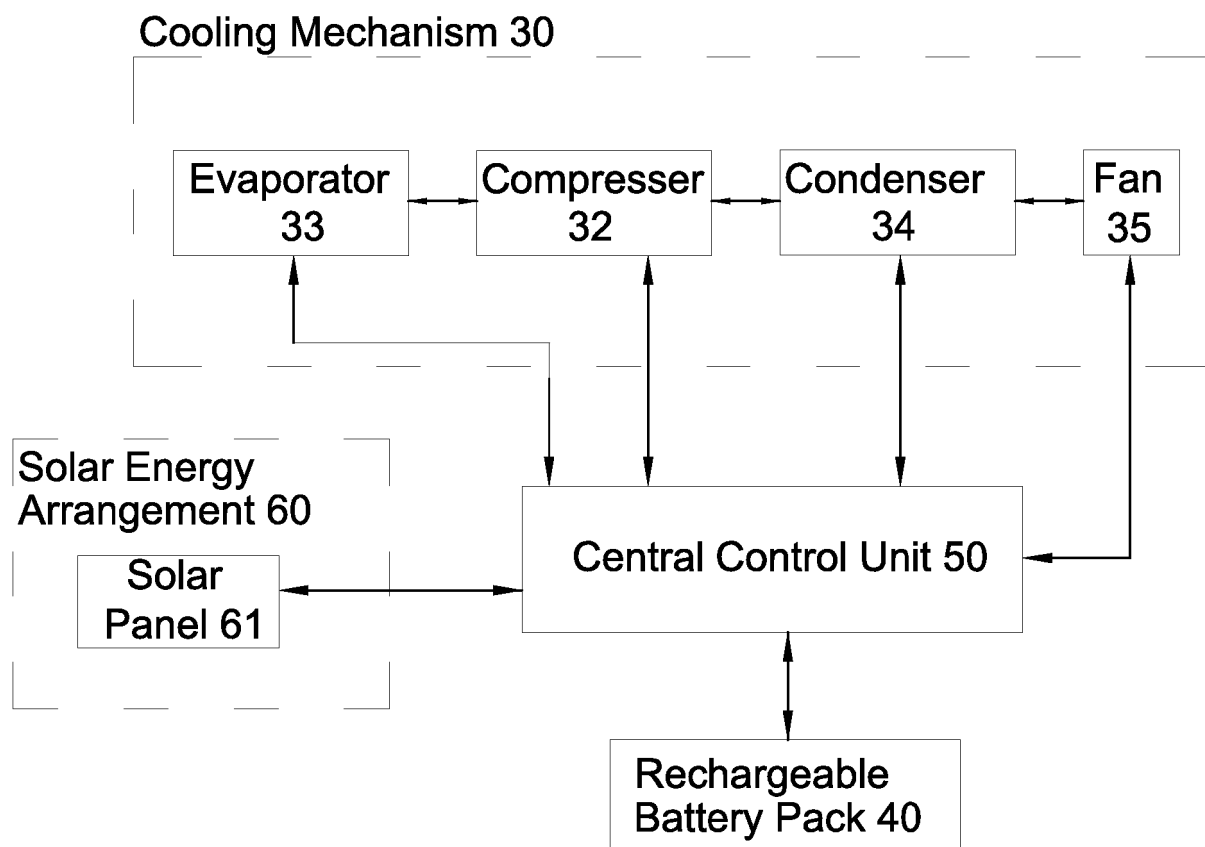 Cooling Mechanism 30
Evaporator
33
Compresser
32
Condenser
34
Fan
35
Solar Energy
Arrangement 60
Solar
Panel 61
Central Control Unit 50
Rechargeable
Battery Pack 40